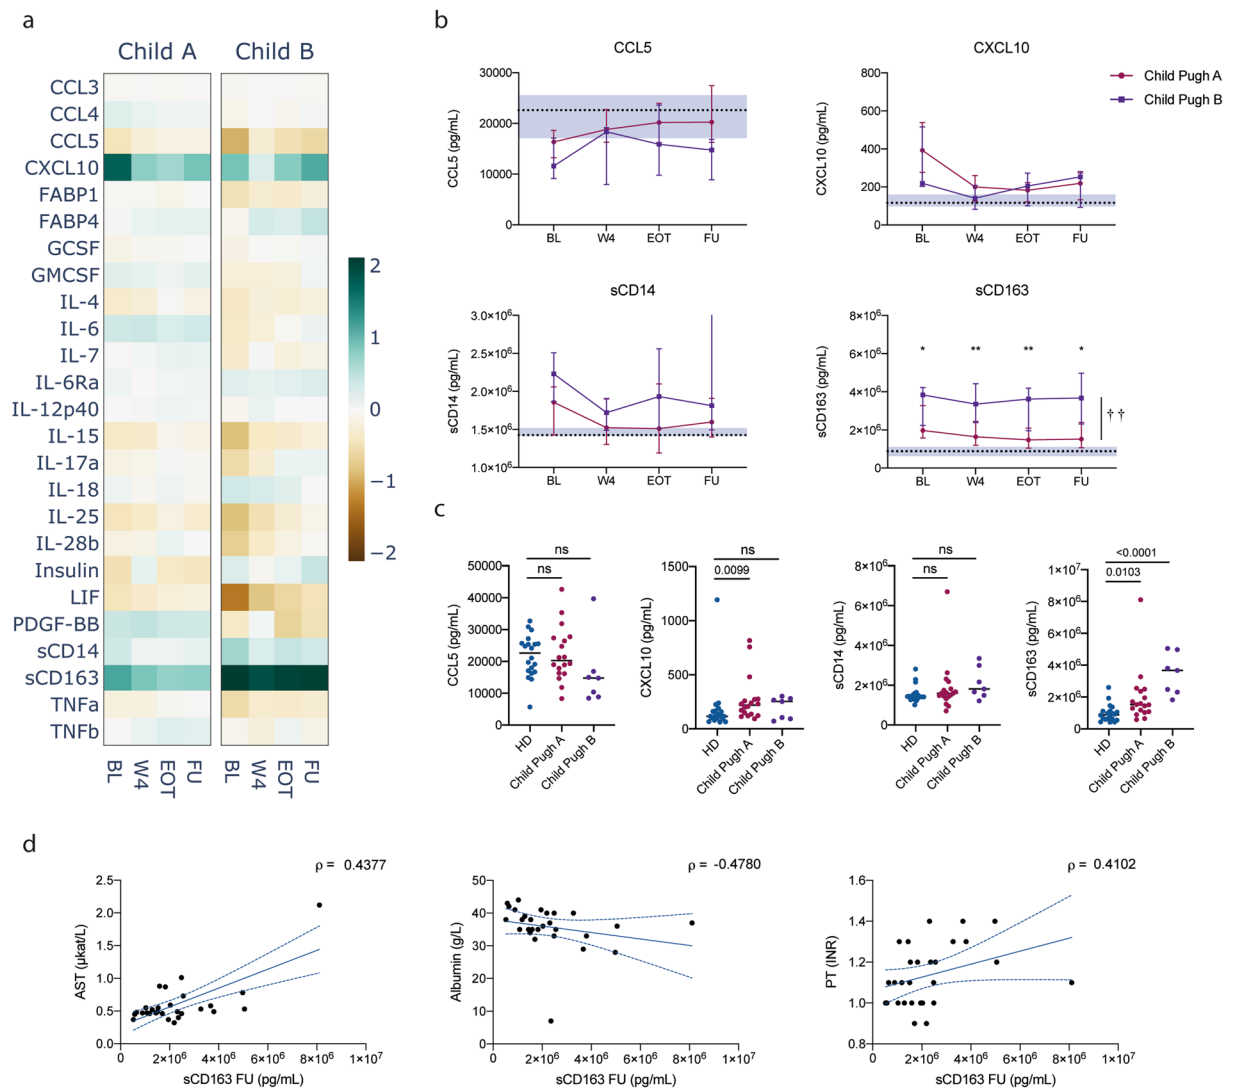 a
Child A Child B
CCL3
CCL4
CCL5
CXCL10
FABP1
FABP4
GCSF
GMCSF
IL-4
IL-6
IL-7
IL-6Ra
IL-12p40
IL-15
IL-17a
IL-18
IL-25
IL-28b
Insulin
LIF
PDGF-BB
sCD14
sCD163
TNFa
TNFb
BL W4 EOT FU BL W4 EOT FU
2
1
0
−1
−2
b
CCL5
CCL5 (pg/mL)
30000
20000
10000
0
BL W4 EOT FU
CXCL10
CXCL10 (pg/mL)
800
600
400
200
0
BL W4 EOT FU
Child Pugh A
Child Pugh B
sCD14
sCD14 (pg/mL)
3.0×10⁶
2.5×10⁶
2.0×10⁶
1.5×10⁶
1.0×10⁶
BL W4 EOT FU
sCD163
sCD163 (pg/mL)
8×10⁶
6×10⁶
4×10⁶
2×10⁶
0
* ** ** *
††
BL W4 EOT FU
c
ns
ns
CCL5 (pg/mL)
50000
40000
30000
20000
10000
0
HD Child Pugh A Child Pugh B
ns
0.0099
CXCL10 (pg/mL)
1500
1000
500
0
HD Child Pugh A Child Pugh B
ns
ns
sCD14 (pg/mL)
8×10⁶
6×10⁶
4×10⁶
2×10⁶
0
HD Child Pugh A Child Pugh B
<0.0001
0.0103
sCD163 (pg/mL)
1×10⁷
8×10⁶
6×10⁶
4×10⁶
2×10⁶
0
HD Child Pugh A Child Pugh B
d
ρ = 0.4377
AST (µkat/L)
2.5
2.0
1.5
1.0
0.5
0.0
0 2×10⁶ 4×10⁶ 6×10⁶ 8×10⁶ 1×10⁷
sCD163 FU (pg/mL)
ρ = -0.4780
Albumin (g/L)
50
40
30
20
10
0
0 2×10⁶ 4×10⁶ 6×10⁶ 8×10⁶ 1×10⁷
sCD163 FU (pg/mL)
ρ = 0.4102
PT (INR)
1.6
1.4
1.2
1.0
0.8
0 2×10⁶ 4×10⁶ 6×10⁶ 8×10⁶ 1×10⁷
sCD163 FU (pg/mL)